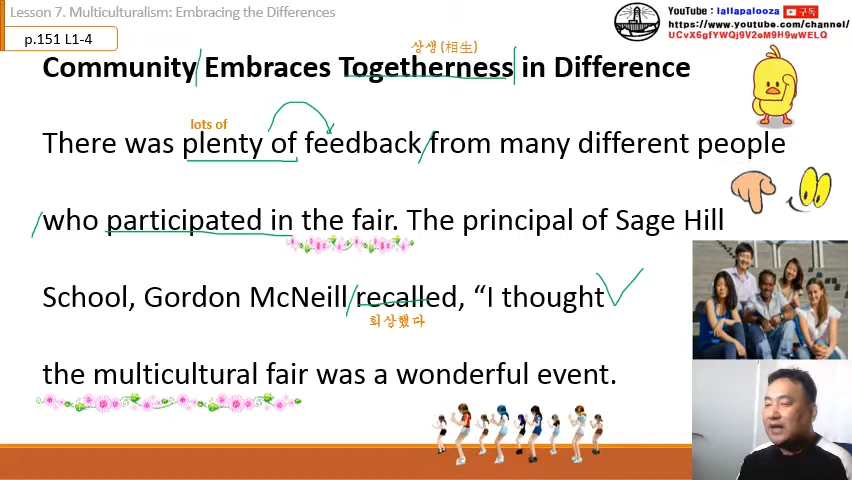 Lesson 7. Multiculturalism: Embracing the Differences
YouTube : lallapalooza 구독
https://www.youtube.com/channel/
UCvX6gfYWQj9V2eM9H9wWELQ
p.151 L1-4
상생(相生)
Community Embraces Togetherness in Difference
lots of
There was plenty of feedback from many different people
who participated in the fair. The principal of Sage Hill
School, Gordon McNeill recalled, “I thought
회상했다
the multicultural fair was a wonderful event.